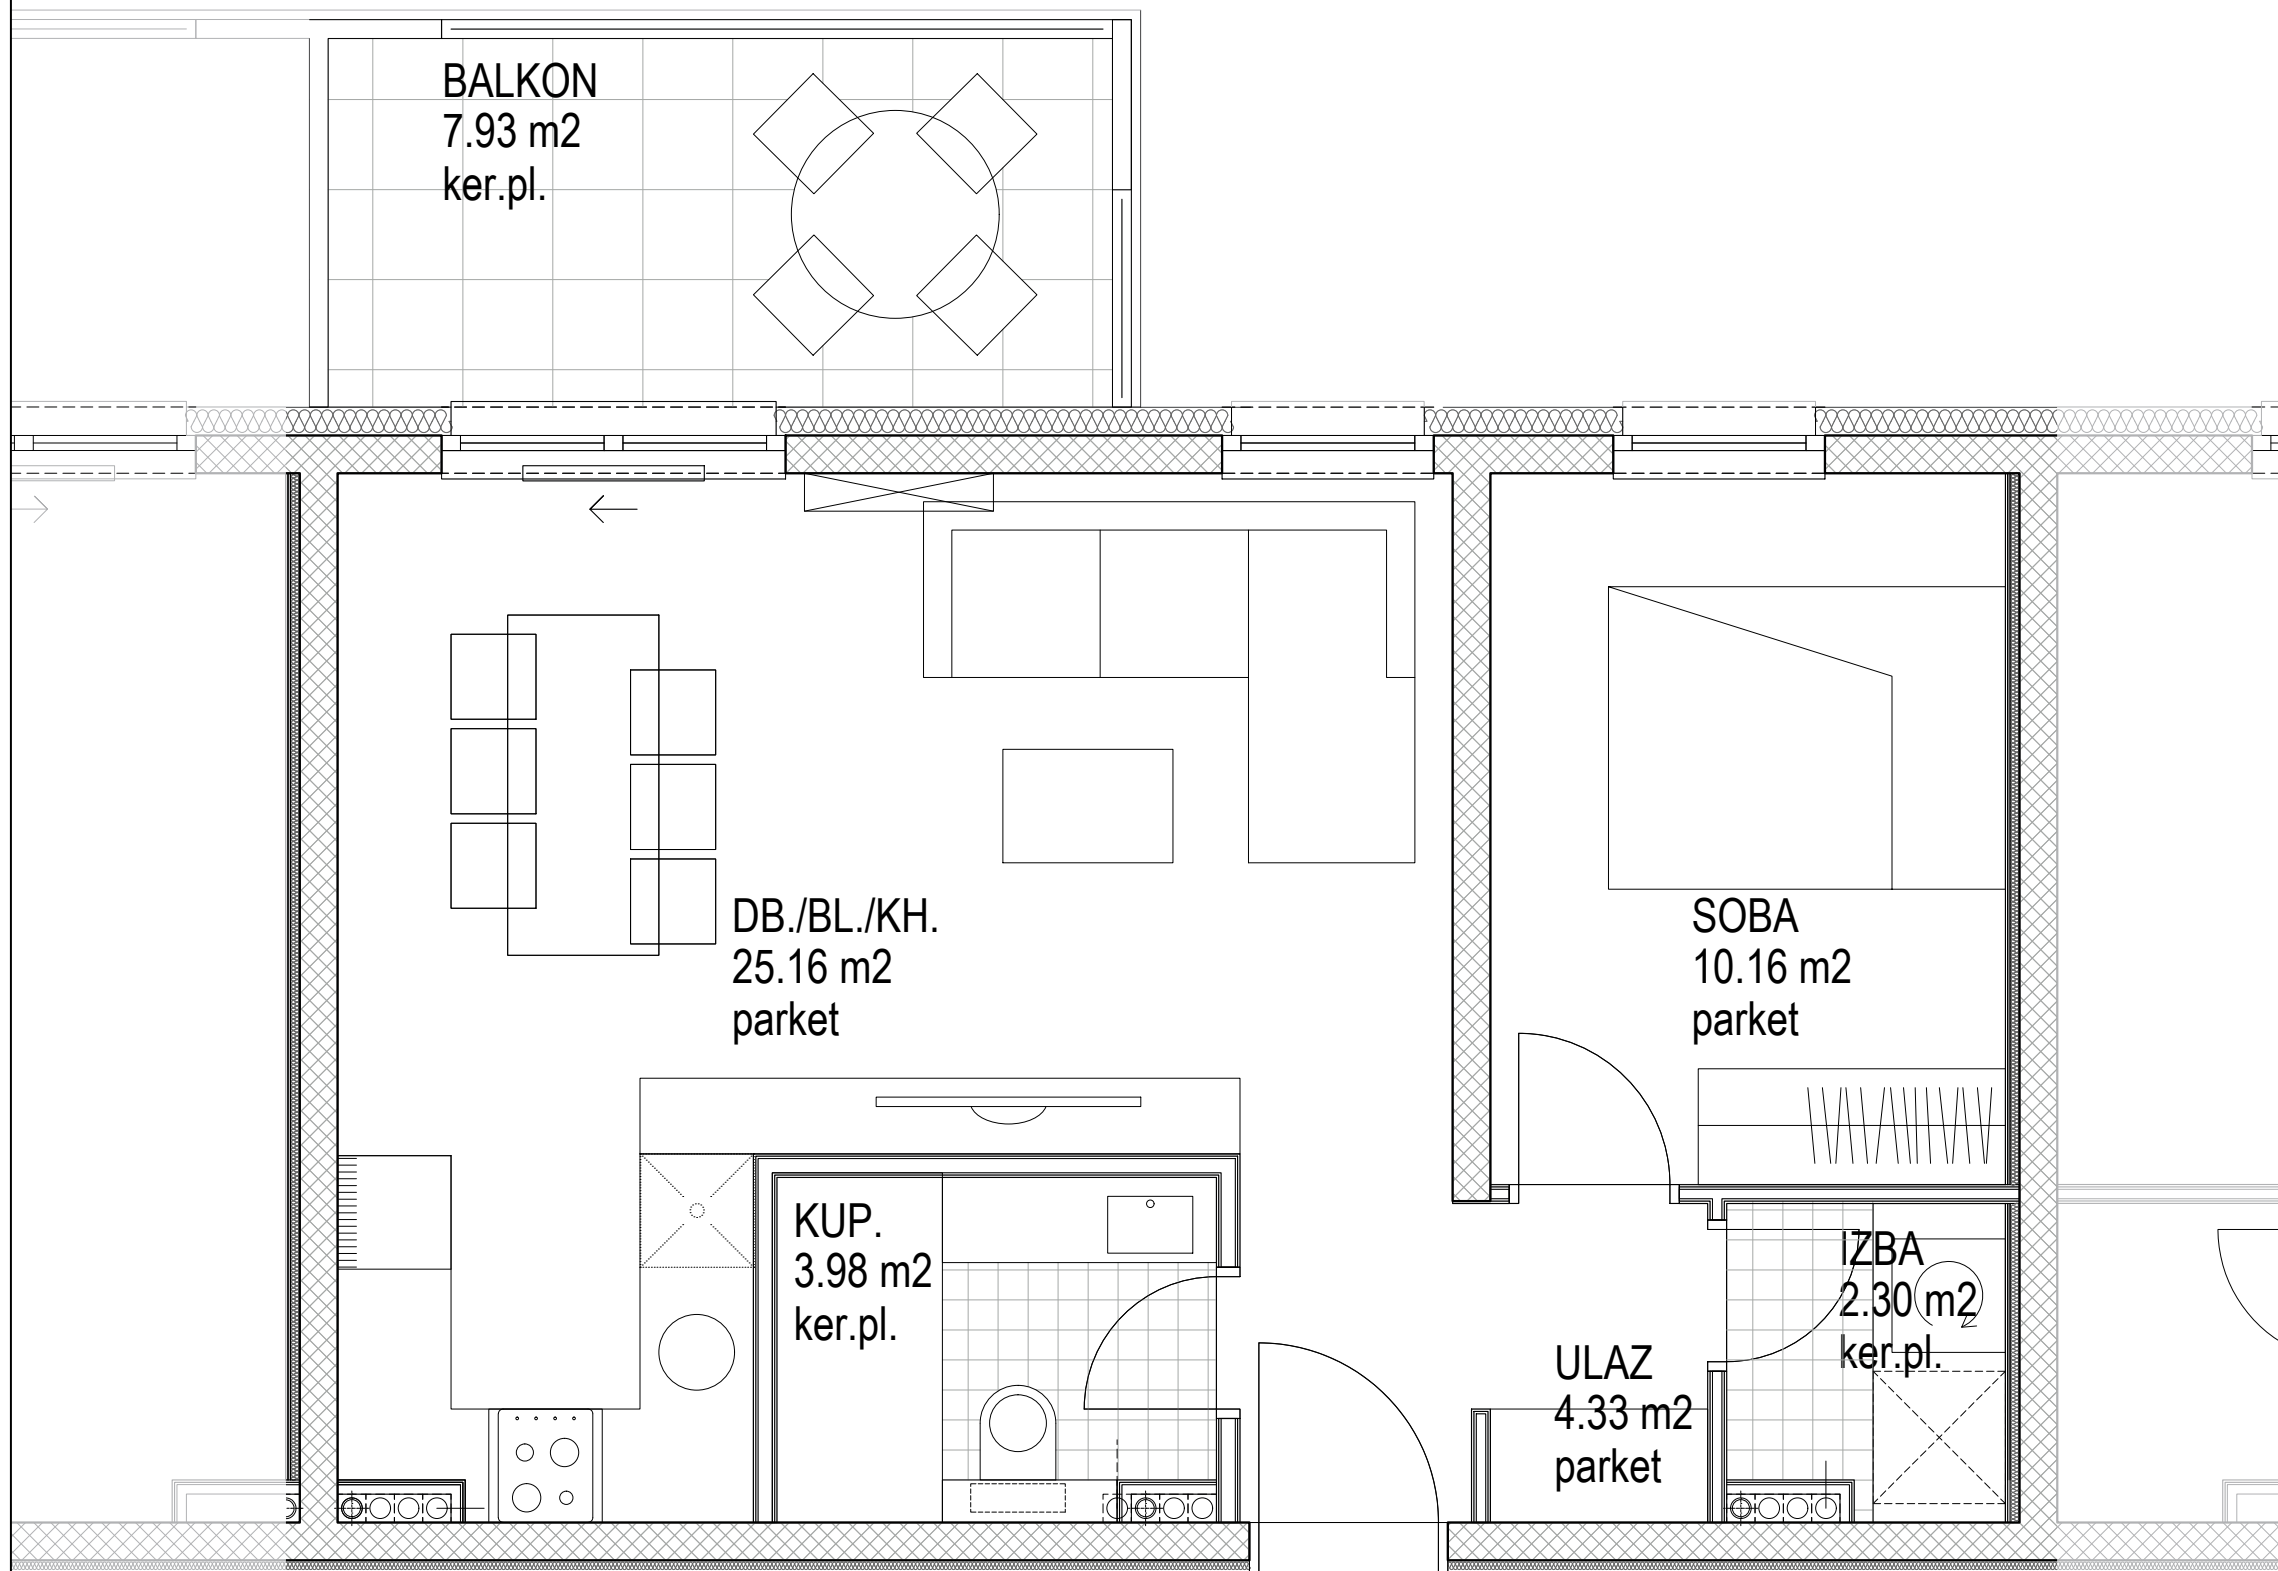 BALKON
7.93 m2
ker.pl.
DB./BL./KH.
25.16 m2
parket
SOBA
10.16 m2
parket
KUP.
3.98 m2
ker.pl.
IZBA
2.30 m2
ker.pl.
ULAZ
4.33 m2
parket